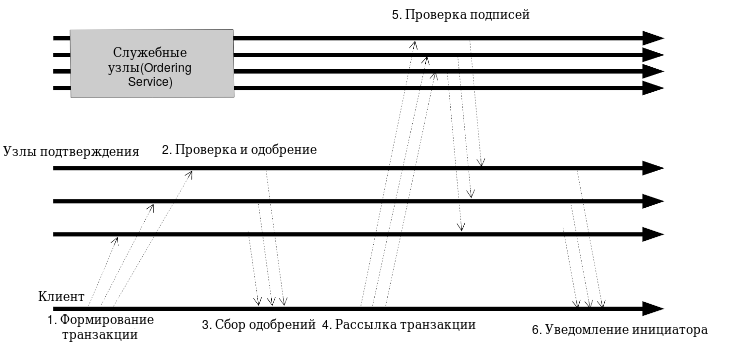 5. Проверка подписей
Служебные
узлы(Ordering
Service)
Узлы подтверждения
2. Проверка и одобрение
Клиент
1. Формирование
транзакции
3. Сбор одобрений
4. Рассылка транзакции
6. Уведомление инициатора